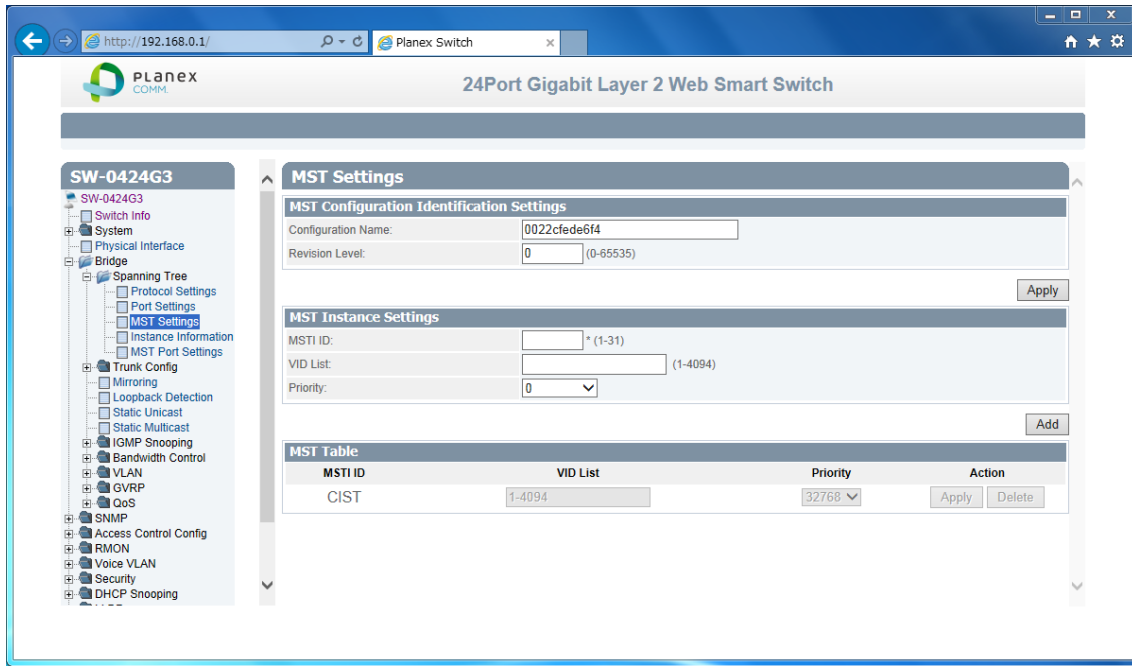 http://192.168.0.1/
Planex Switch
PLANEX
COMM.
24Port Gigabit Layer 2 Web Smart Switch
SW-0424G3
SW-0424G3
Switch Info
System
Physical Interface
Bridge
Spanning Tree
Protocol Settings
Port Settings
MST Settings
Instance Information
MST Port Settings
Trunk Config
Mirroring
Loopback Detection
Static Unicast
Static Multicast
IGMP Snooping
Bandwidth Control
VLAN
GVRP
QoS
SNMP
Access Control Config
RMON
Voice VLAN
Security
DHCP Snooping
MST Settings
MST Configuration Identification Settings
Configuration Name: 0022cfede6f4
Revision Level: 0 (0-65535)
Apply
MST Instance Settings
MSTI ID: * (1-31)
VID List: (1-4094)
Priority: 0
Add
MST Table
MSTI ID VID List Priority Action
CIST 1-4094 32768 Apply Delete